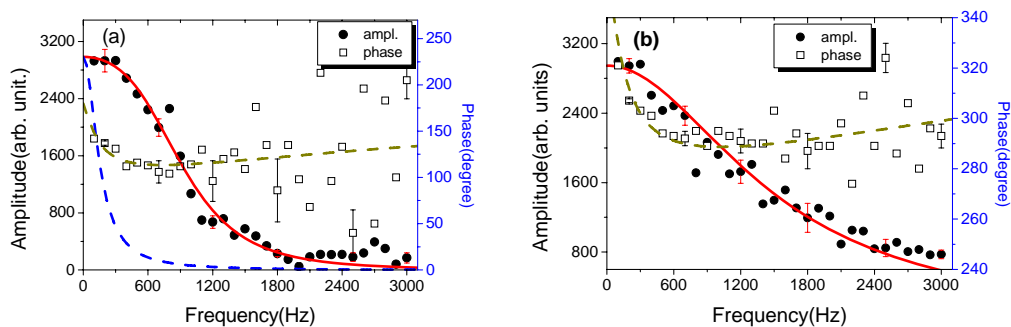 (a)
ampl.
phase
3200
2400
1600
800
0
250
200
150
100
50
0
0 600 1200 1800 2400 3000
Amplitude(arb. unit.)
Phase(degree)
Frequency(Hz)
(b)
ampl.
phase
3200
2400
1600
800
340
320
300
280
260
240
0 600 1200 1800 2400 3000
Amplitude(arb. units)
Phase(degree)
Frequency(Hz)